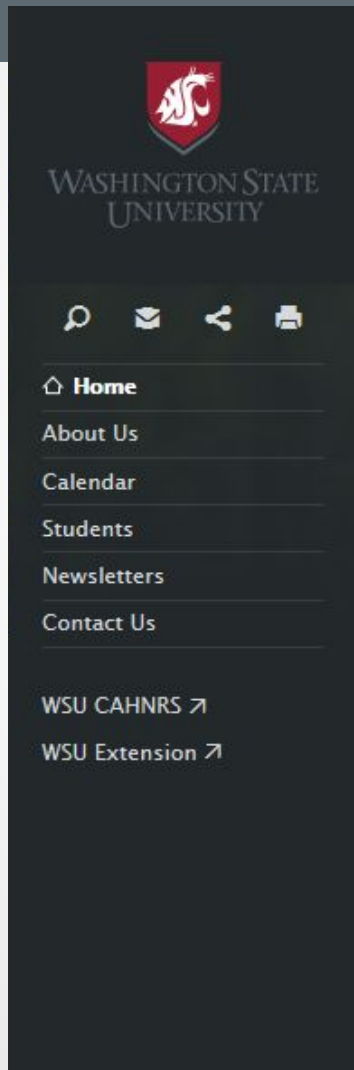 WASHINGTON STATE
UNIVERSITY
Home
About Us
Calendar
Students
Newsletters
Contact Us
WSU CAHNRS
WSU Extension